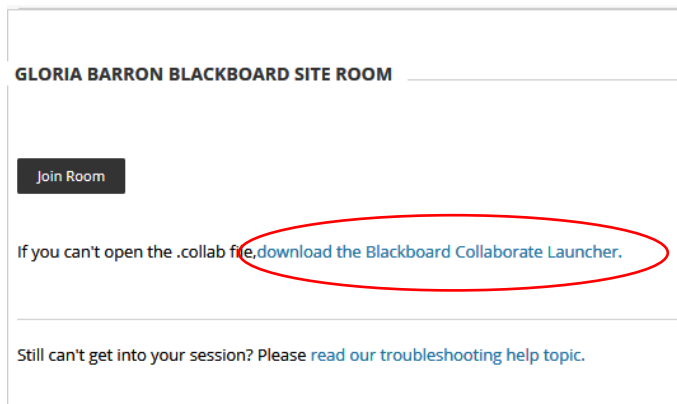 GLORIA BARRON BLACKBOARD SITE ROOM
Join Room
If you can't open the .collab file,download the Blackboard Collaborate Launcher.
Still can't get into your session? Please read our troubleshooting help topic.